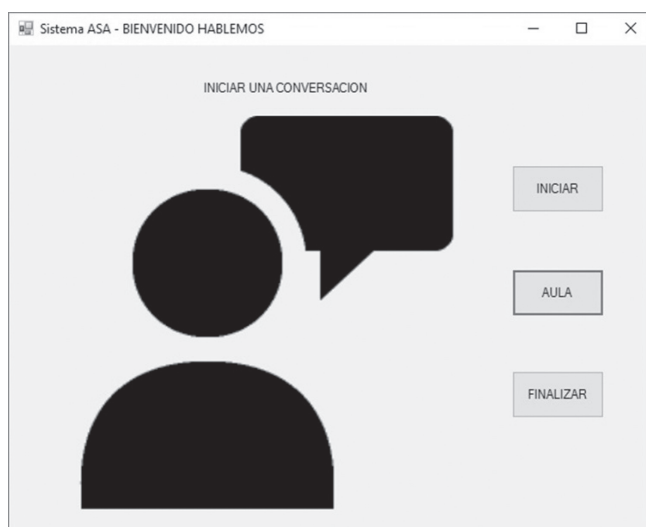 Sistema ASA - BIENVENIDO HABLEMOS
INICIAR UNA CONVERSACION
INICIAR
AULA
FINALIZAR